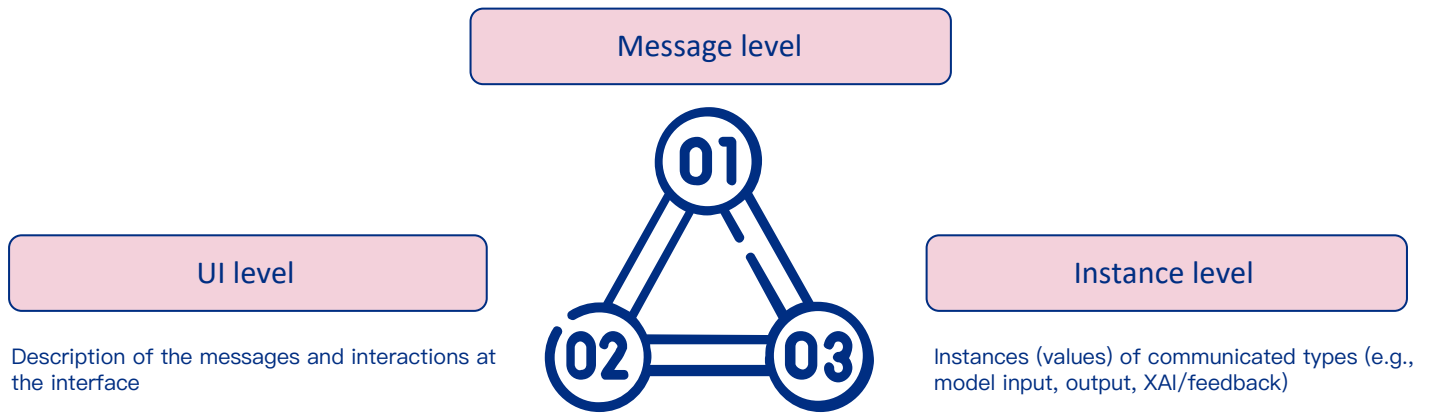 Message level
01
UI level
Instance level
02
03
Description of the messages and interactions at
the interface
Instances (values) of communicated types (e.g.,
model input, output, XAI/feedback)